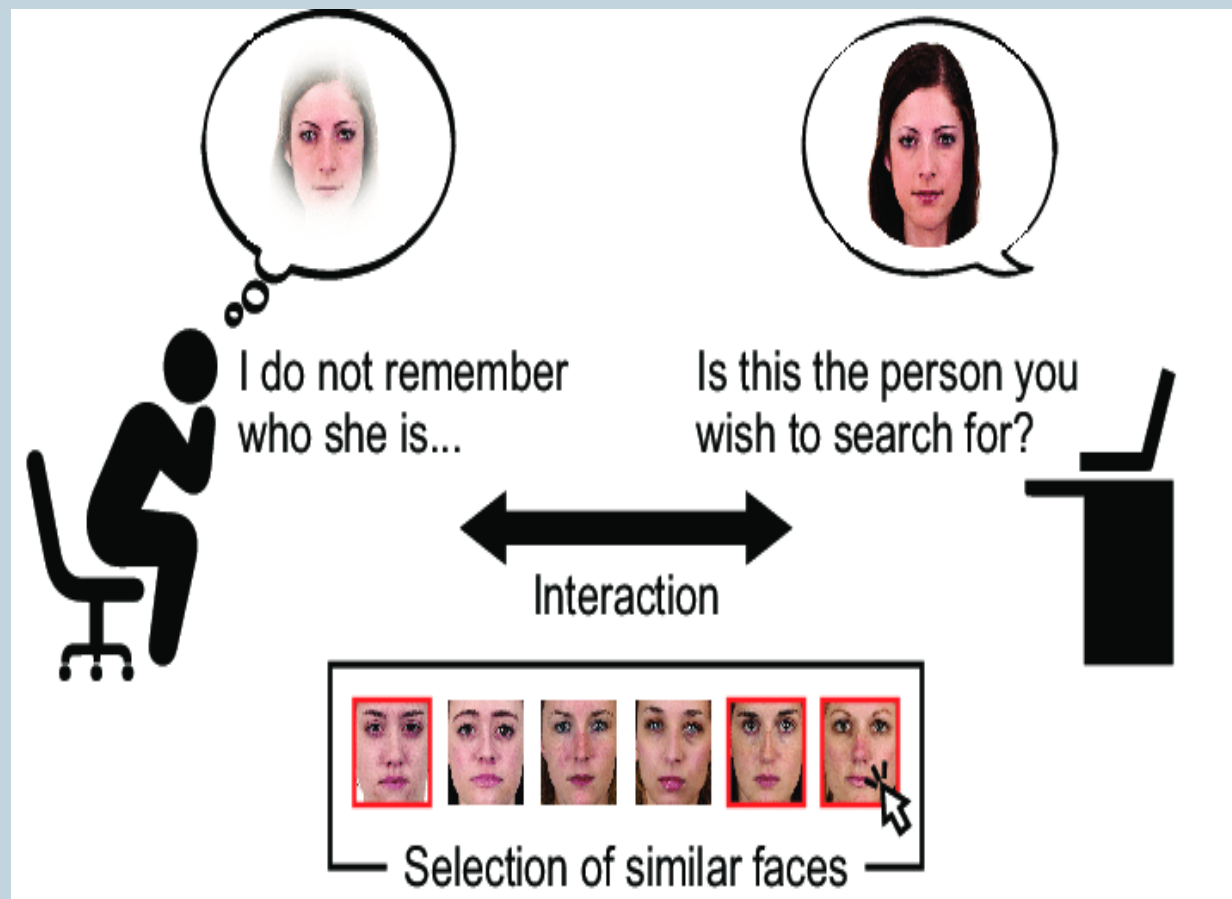 I do not remember
who she is...
Is this the person you
wish to search for?
Interaction
Selection of similar faces